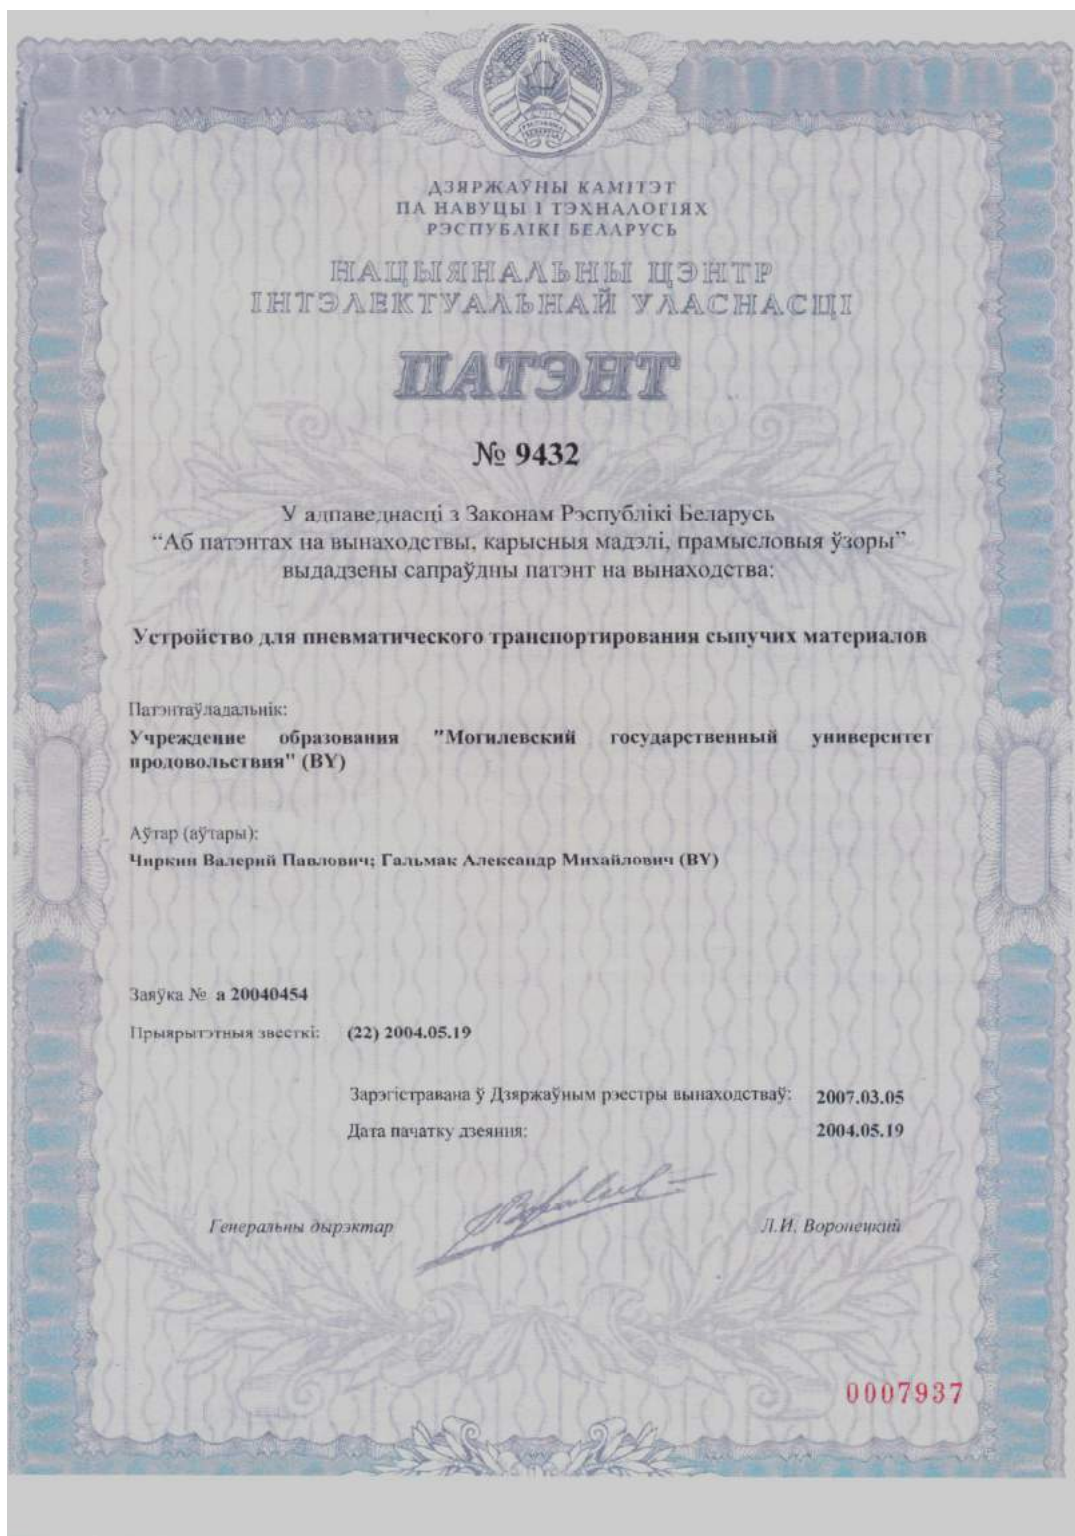 ДЗЯРЖАЎНЫ КАМІТЭТ
ПА НАВУЦЫ І ТЭХНАЛОГІЯХ
РЭСПУБЛІКІ БЕЛАРУСЬ
НАЦЫЯНАЛЬНЫ ЦЭНТР
ІНТЭЛЕКТУАЛЬНАЙ УЛАСНАСЦІ
ПАТЭНТ
№ 9432
У адпаведнасці з Законам Рэспублікі Беларусь
“Аб патэнтах на вынаходствы, карысныя мадэлі, прамысловыя ўзоры”
выдадзены сапраўдны патэнт на вынаходства:
Устройство для пневматического транспортирования сыпучих материалов
Патэнтаўладальнік:
Учреждение образования "Могилевский государственный университет
продовольствия" (BY)
Аўтар (аўтары):
Чиркин Валерий Павлович; Гальмак Александр Михайлович (BY)
Заяўка № а 20040454
Прыярытэтныя звесткі: (22) 2004.05.19
Зарэгістравана ў Дзяржаўным рэестры вынаходстваў: 2007.03.05
Дата пачатку дзеяння: 2004.05.19
Генеральны дырэктар Л.И. Воронецкий
0007937